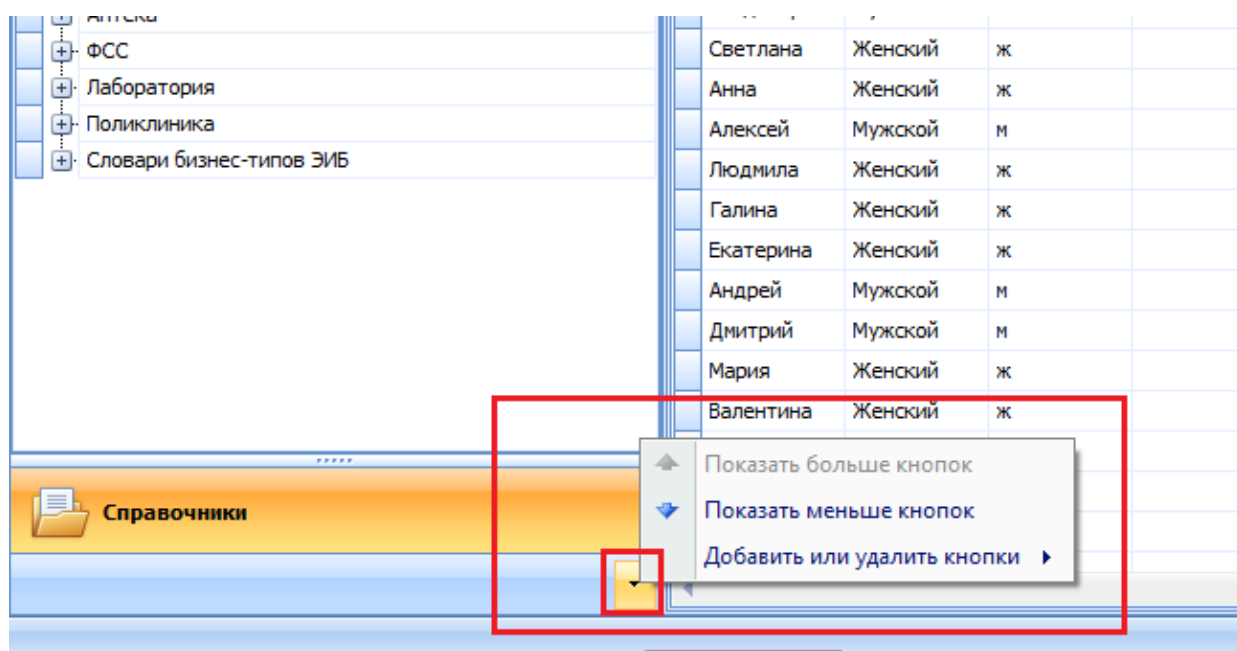 Аптека
ФСС
Лаборатория
Поликлиника
Словари бизнес-типов ЭИБ
Светлана Женский ж
Анна Женский ж
Алексей Мужской м
Людмила Женский ж
Галина Женский ж
Екатерина Женский ж
Андрей Мужской м
Дмитрий Мужской м
Мария Женский ж
Валентина Женский ж
Показать больше кнопок
Показать меньше кнопок
Добавить или удалить кнопки
Справочники